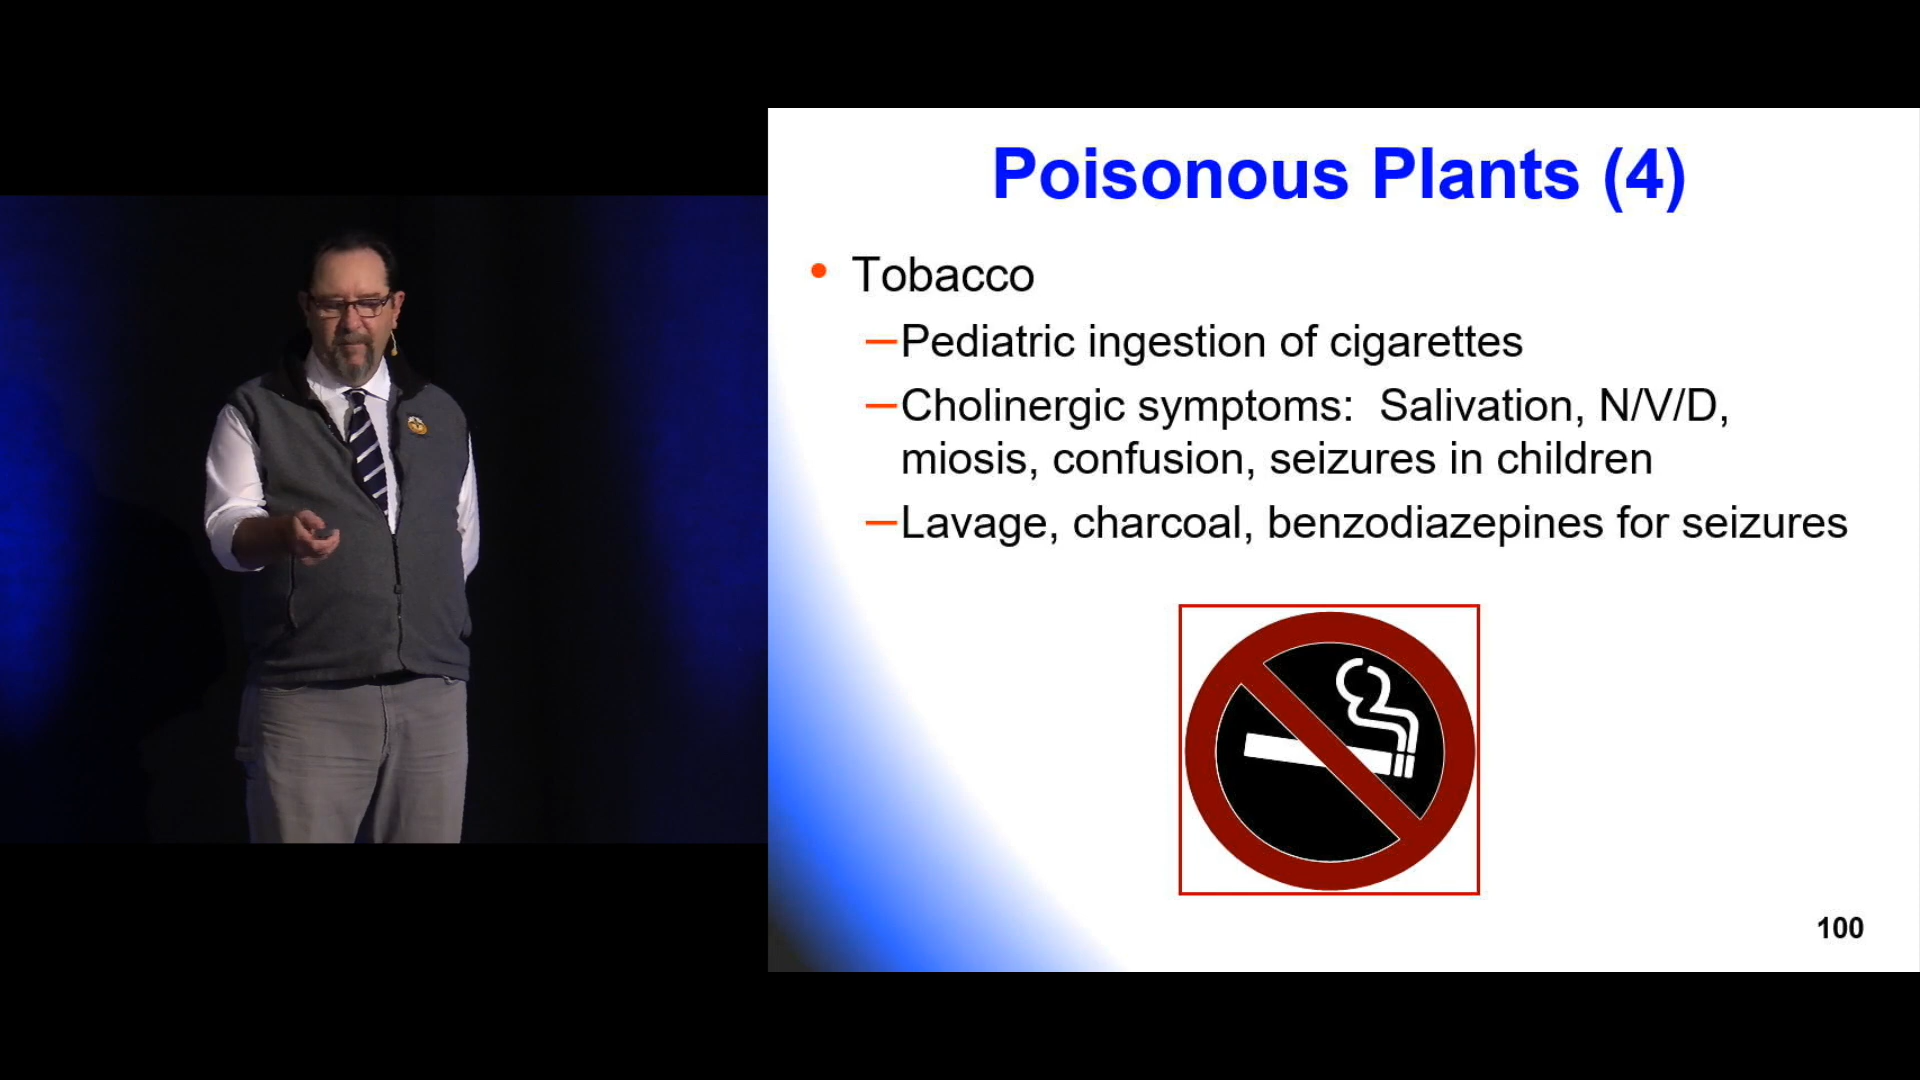 Poisonous Plants (4)
• Tobacco
–Pediatric ingestion of cigarettes
–Cholinergic symptoms:  Salivation, N/V/D,
miosis, confusion, seizures in children
–Lavage, charcoal, benzodiazepines for seizures
100